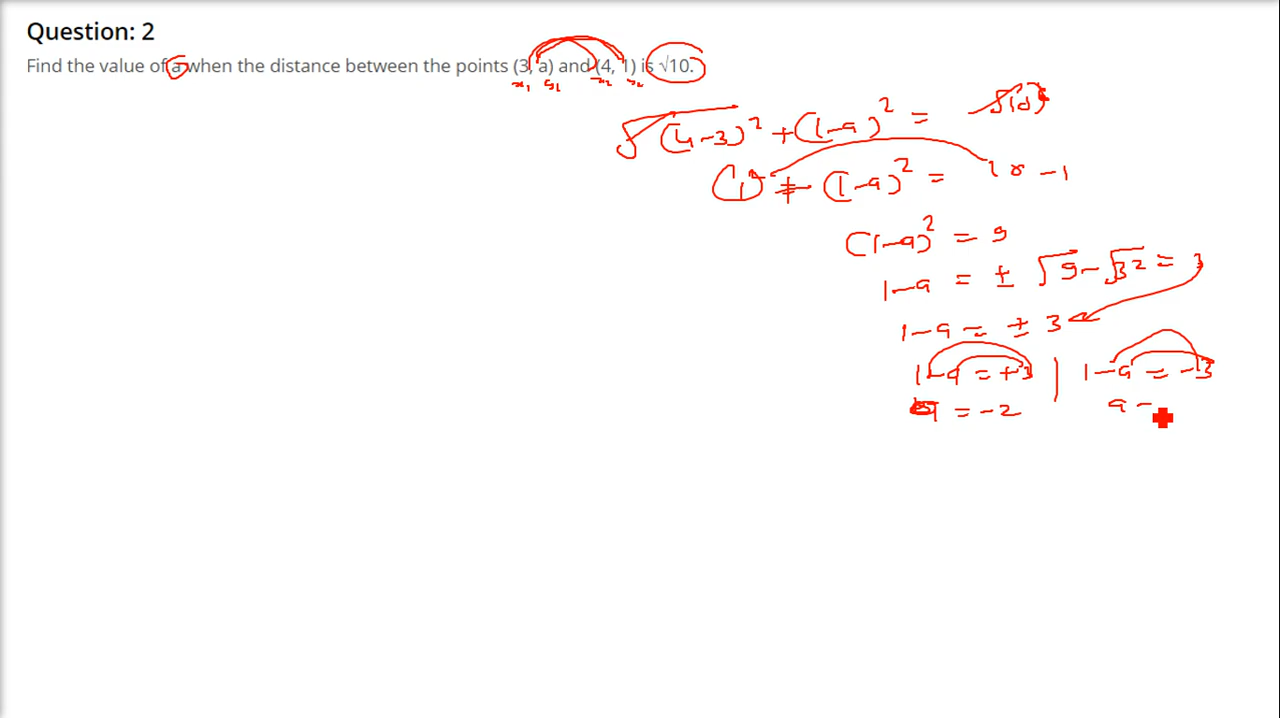 Question: 2
Find the value of a when the distance between the points (3, a) and (4, 1) is √10.
x₁ y₁ x₂ y₂
√(4-3)² + (1-a)² = √10
(1)² + (1-a)² = 10 - 1
(1-a)² = 9
1-a = ± √9 - √3² = 3
1-a = ± 3
1-a = +3 | 1-a = -3
a = -2 a -